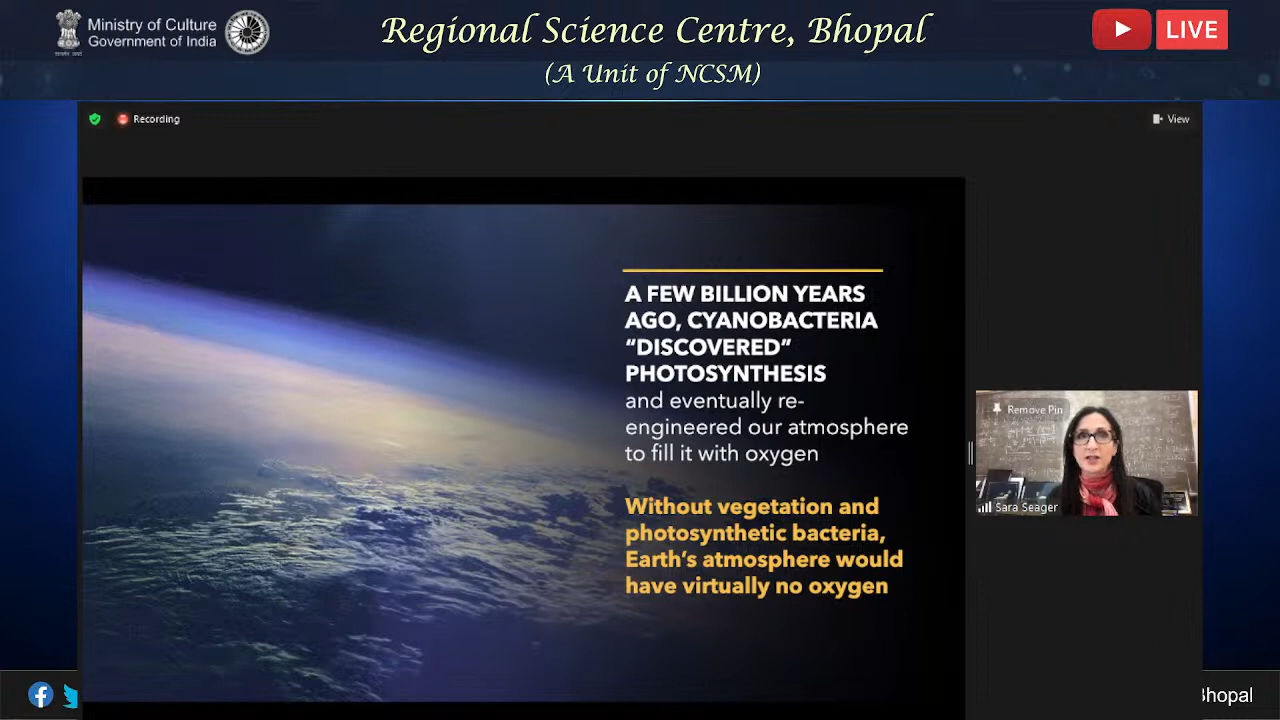 Ministry of Culture
Government of India
Regional Science Centre, Bhopal
(A Unit of NCSM)
LIVE
Recording
View
A FEW BILLION YEARS
AGO, CYANOBACTERIA
“DISCOVERED”
PHOTOSYNTHESIS
and eventually re-
engineered our atmosphere
to fill it with oxygen
Without vegetation and
photosynthetic bacteria,
Earth’s atmosphere would
have virtually no oxygen
Remove Pin
Sara Seager